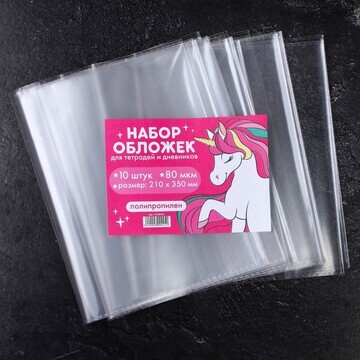 НАБОР
ОБЛОЖЕК
для тетрадей и дневников
10 штук 80 мкм
размер: 210 x 350 мм
полипропилен